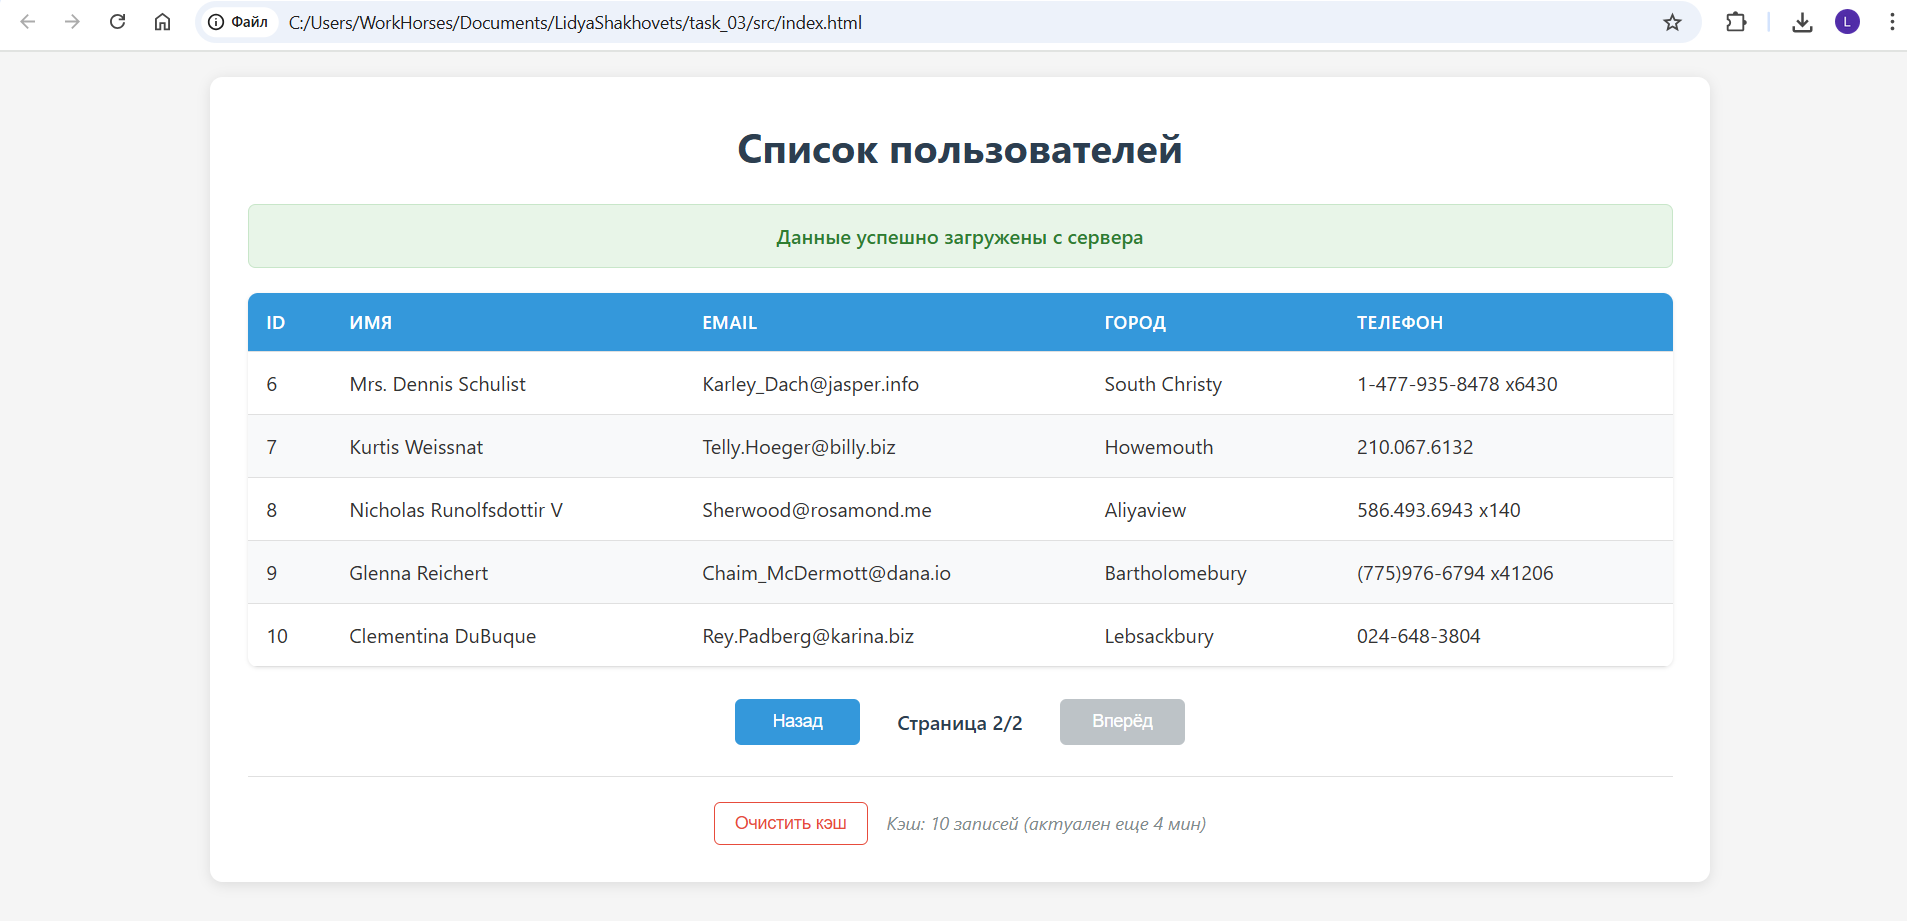 Файл C:/Users/WorkHorses/Documents/LidyaShakhovets/task_03/src/index.html L
Список пользователей
Данные успешно загружены с сервера
ID ИМЯ EMAIL ГОРОД ТЕЛЕФОН
6 Mrs. Dennis Schulist Karley_Dach@jasper.info South Christy 1-477-935-8478 x6430
7 Kurtis Weissnat Telly.Hoeger@billy.biz Howemouth 210.067.6132
8 Nicholas Runolfsdottir V Sherwood@rosamond.me Aliyaview 586.493.6943 x140
9 Glenna Reichert Chaim_McDermott@dana.io Bartholomebury (775)976-6794 x41206
10 Clementina DuBuque Rey.Padberg@karina.biz Lebsackbury 024-648-3804
Назад Страница 2/2 Вперёд
Очистить кэш Кэш: 10 записей (актуален еще 4 мин)